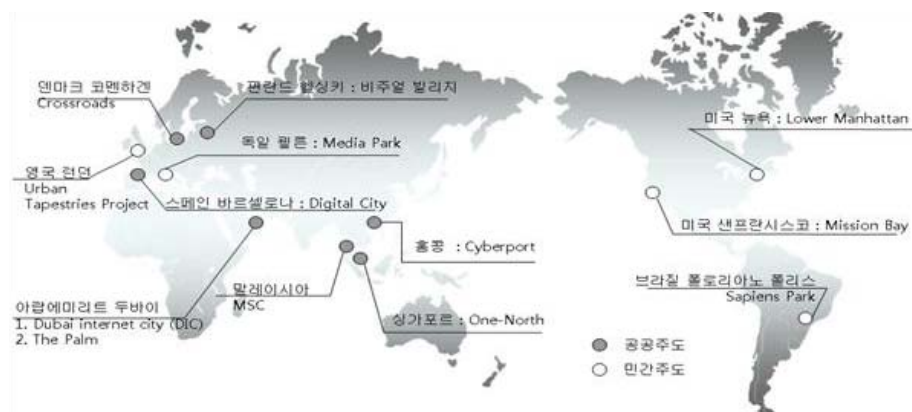 덴마크 코펜하겐
Crossroads
핀란드 헬싱키 : 비주얼 빌리지
미국 뉴욕 : Lower Manhattan
독일 쾰른 : Media Park
영국 런던
Urban
Tapestries Project
스페인 바르셀로나 : Digital City
미국 샌프란시스코 : Mission Bay
홍콩 : Cyberport
말레이시아
MSC
브라질 폴로리아노 폴리스
Sapiens Park
아랍에미리트 두바이
1. Dubai internet city (DIC)
2. The Palm
싱가포르 : One-North
공공주도
민간주도